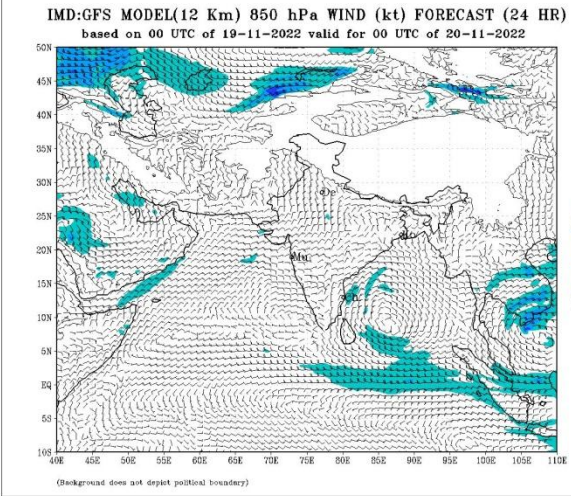 IMD:GFS MODEL(12 Km) 850 hPa WIND (kt) FORECAST (24 HR)
based on 00 UTC of 19-11-2022 valid for 00 UTC of 20-11-2022
50N
45N
40N
35N
30N
25N
20N
15N
10N
5N
EQ
5S
10S
De
Mu
40E 45E 50E 55E 60E 65E 70E 75E 80E 85E 90E 95E 100E 105E 110E
(Background does not depict political boundary)